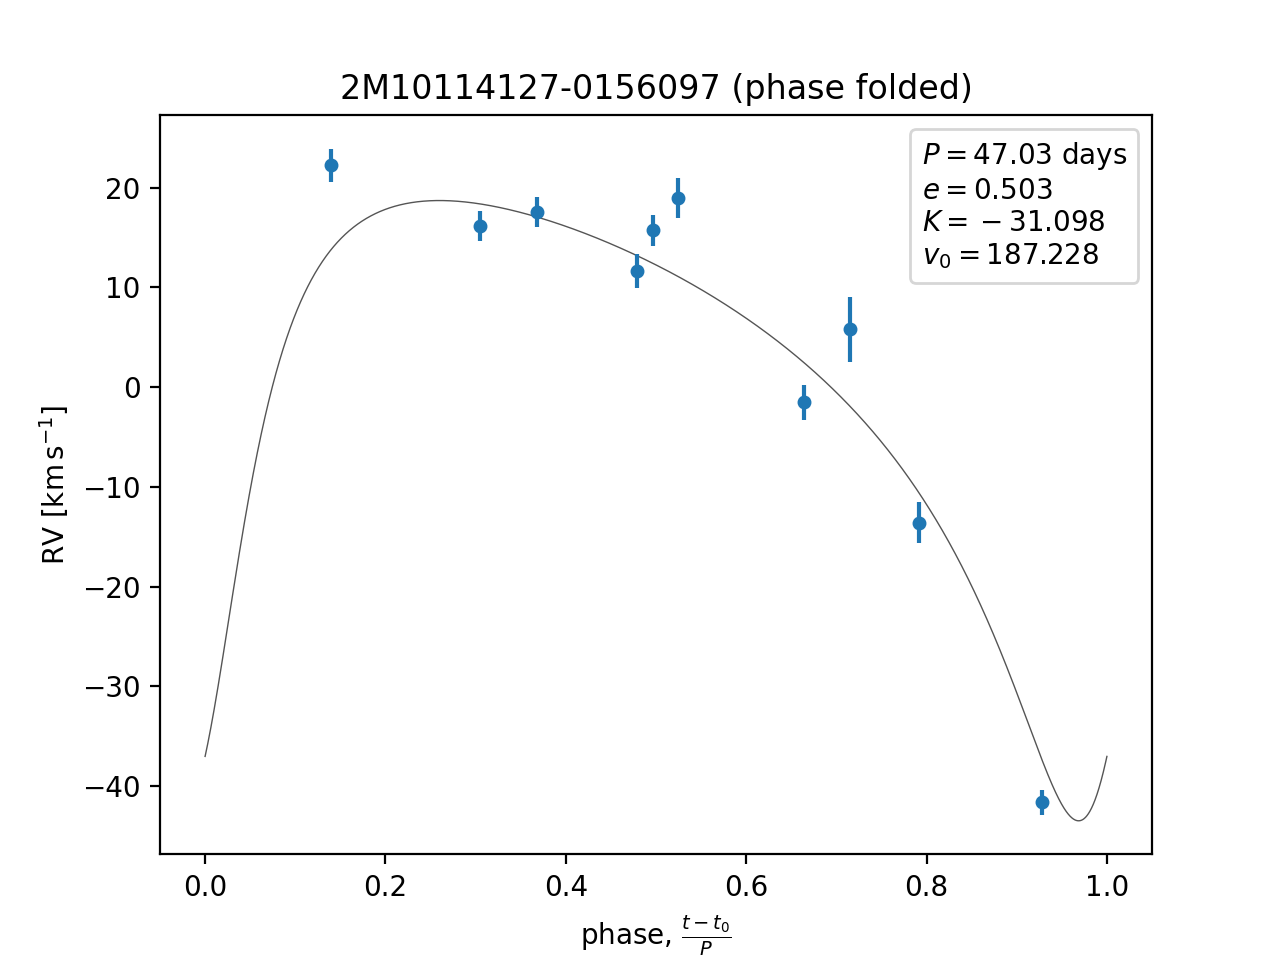 2M10114127-0156097 (phase folded)
P = 47.03 days
e = 0.503
K = −31.098
v₀ = 187.228
20
10
0
−10
−20
−30
−40
RV [km s⁻¹]
0.0 0.2 0.4 0.6 0.8 1.0
phase, (t − t₀)/P